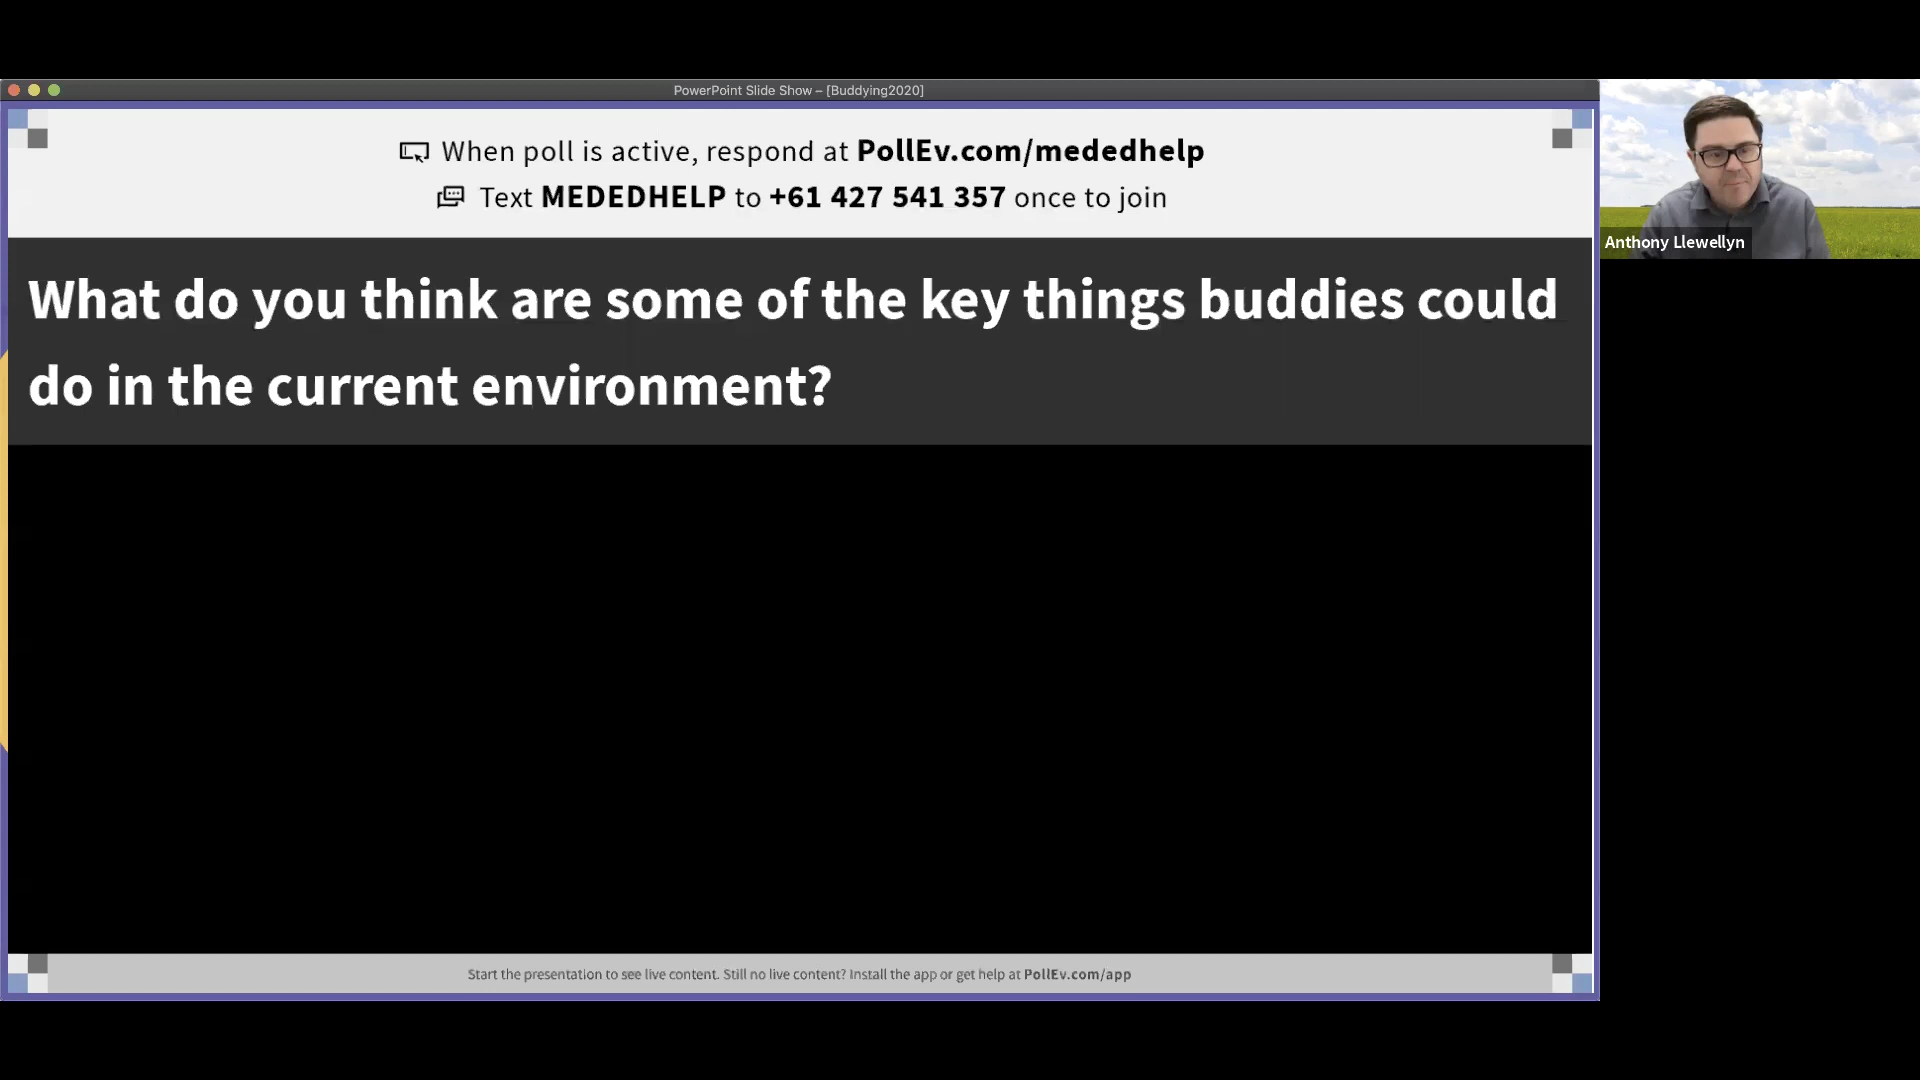 PowerPoint Slide Show – [Buddying2020]
When poll is active, respond at PollEv.com/mededhelp
Text MEDEDHELP to +61 427 541 357 once to join
Anthony Llewellyn
What do you think are some of the key things buddies could
do in the current environment?
Start the presentation to see live content. Still no live content? Install the app or get help at PollEv.com/app